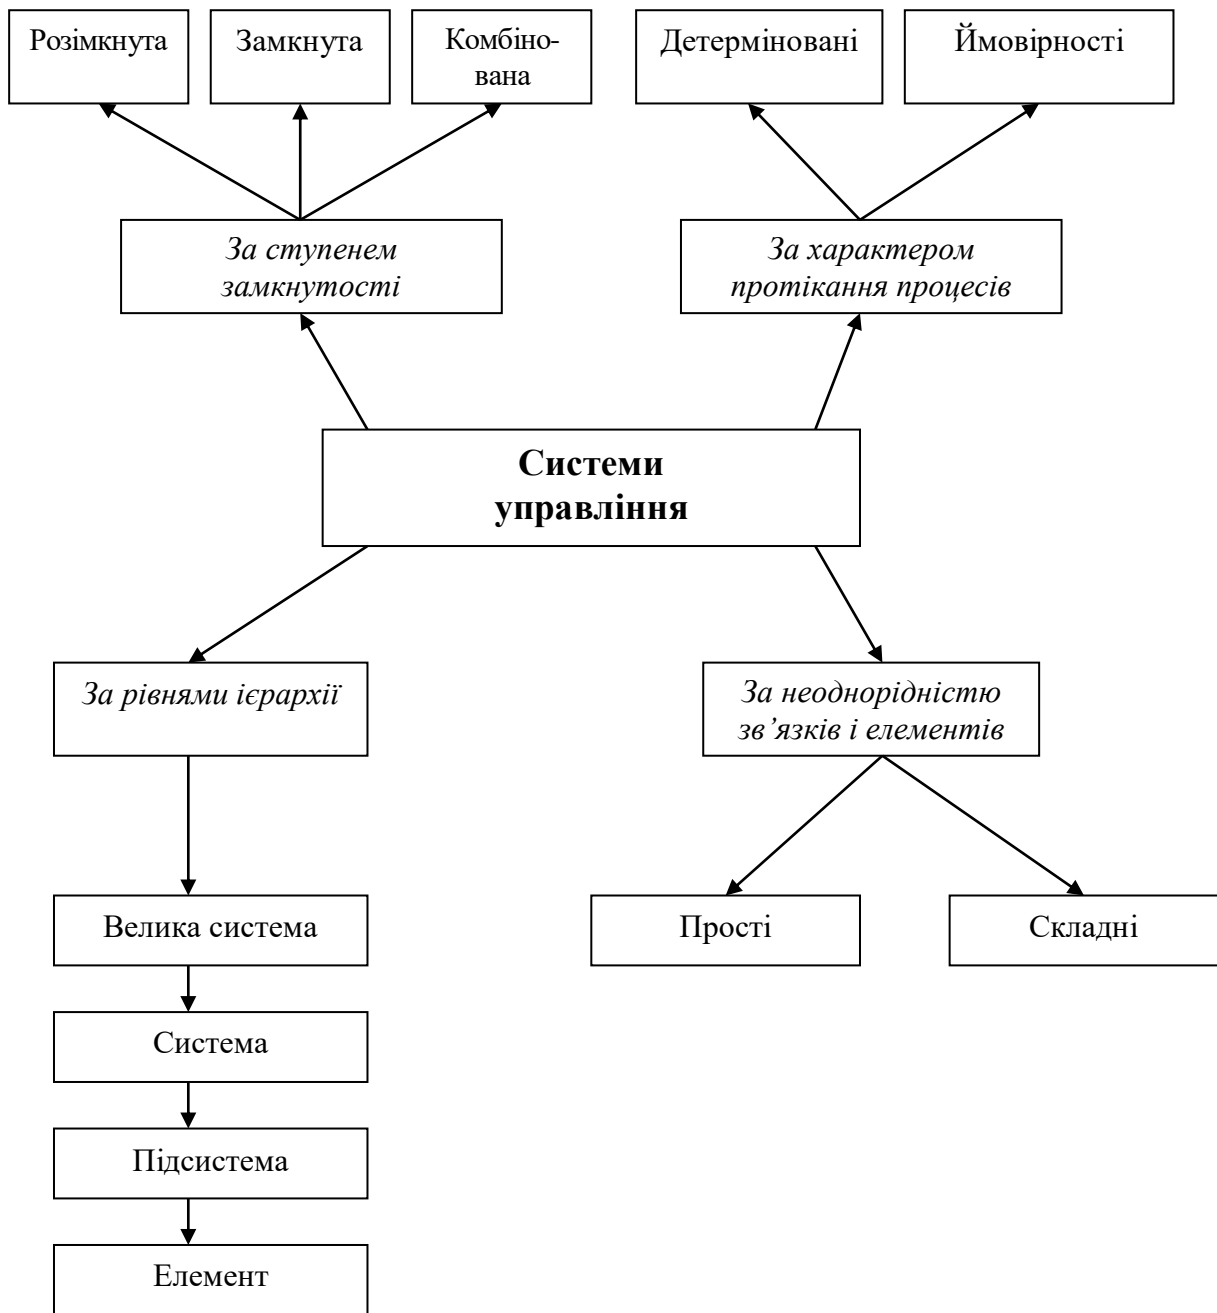 Розімкнута
Замкнута
Комбіно-
вана
Детерміновані
Ймовірності
За ступенем
замкнутості
За характером
протікання процесів
Системи
управління
За рівнями ієрархії
За неоднорідністю
зв’язків і елементів
Велика система
Прості
Складні
Система
Підсистема
Елемент